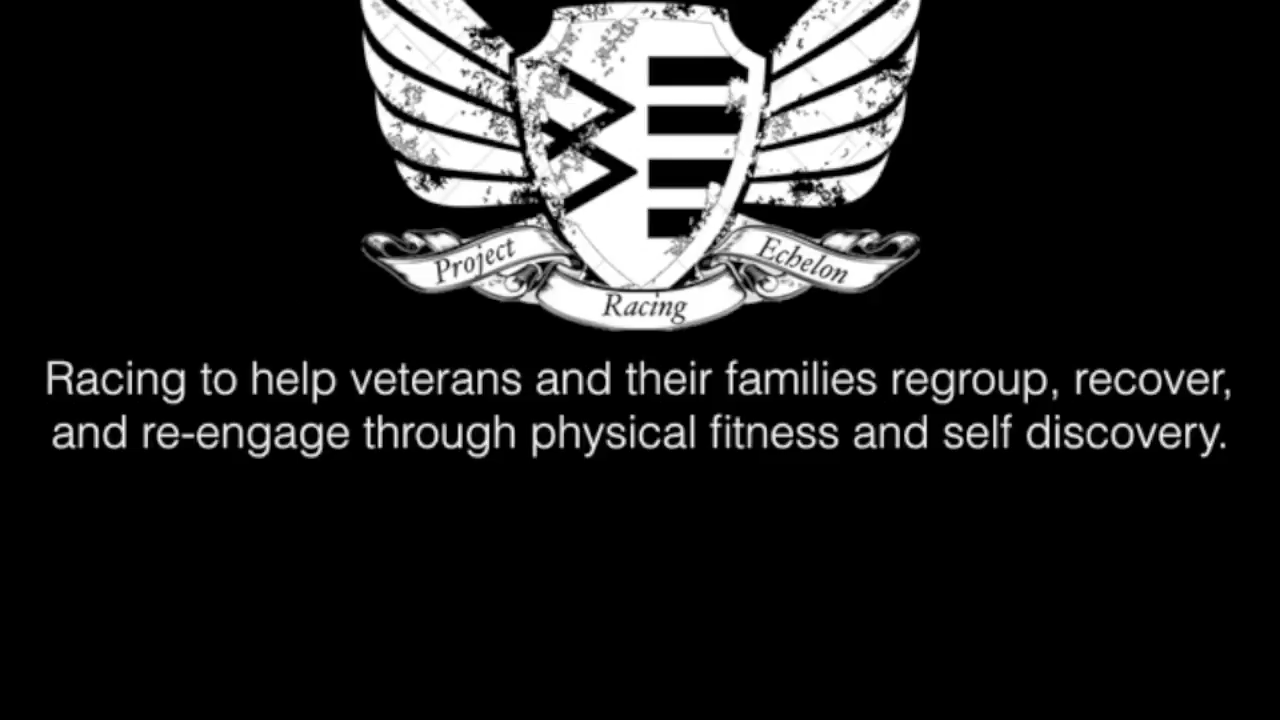 Project
Echelon
Racing
Racing to help veterans and their families regroup, recover,
and re-engage through physical fitness and self discovery.